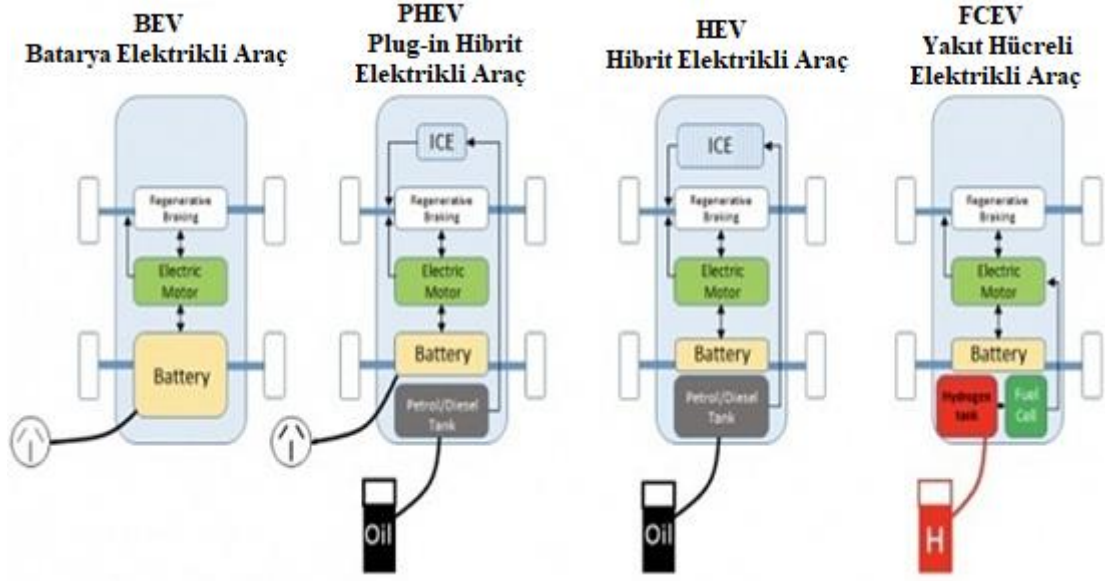 BEV
Batarya Elektrikli Araç
PHEV
Plug-in Hibrit
Elektrikli Araç
HEV
Hibrit Elektrikli Araç
FCEV
Yakıt Hücreli
Elektrikli Araç
Regenerative
Braking
Electric
Motor
Battery
ICE
Regenerative
Braking
Electric
Motor
Battery
Petrol/Diesel
Tank
Oil
ICE
Regenerative
Braking
Electric
Motor
Battery
Petrol/Diesel
Tank
Oil
Regenerative
Braking
Electric
Motor
Battery
Hydrogen
tank
Fuel
Cell
H